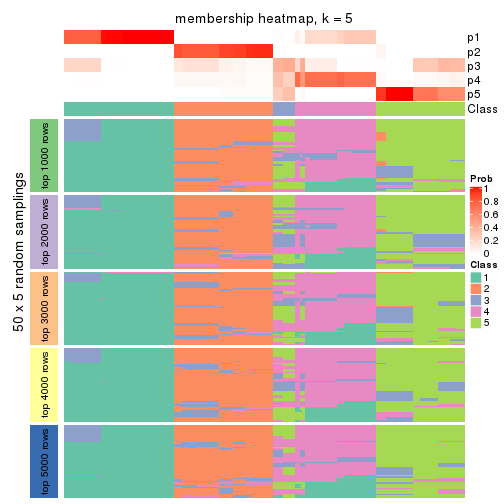 membership heatmap, k = 5
p1
p2
p3
p4
p5
Class
50 x 5 random samplings
top 1000 rows
top 2000 rows
top 3000 rows
top 4000 rows
top 5000 rows
Prob
1
0.8
0.6
0.4
0.2
0
Class
1
2
3
4
5